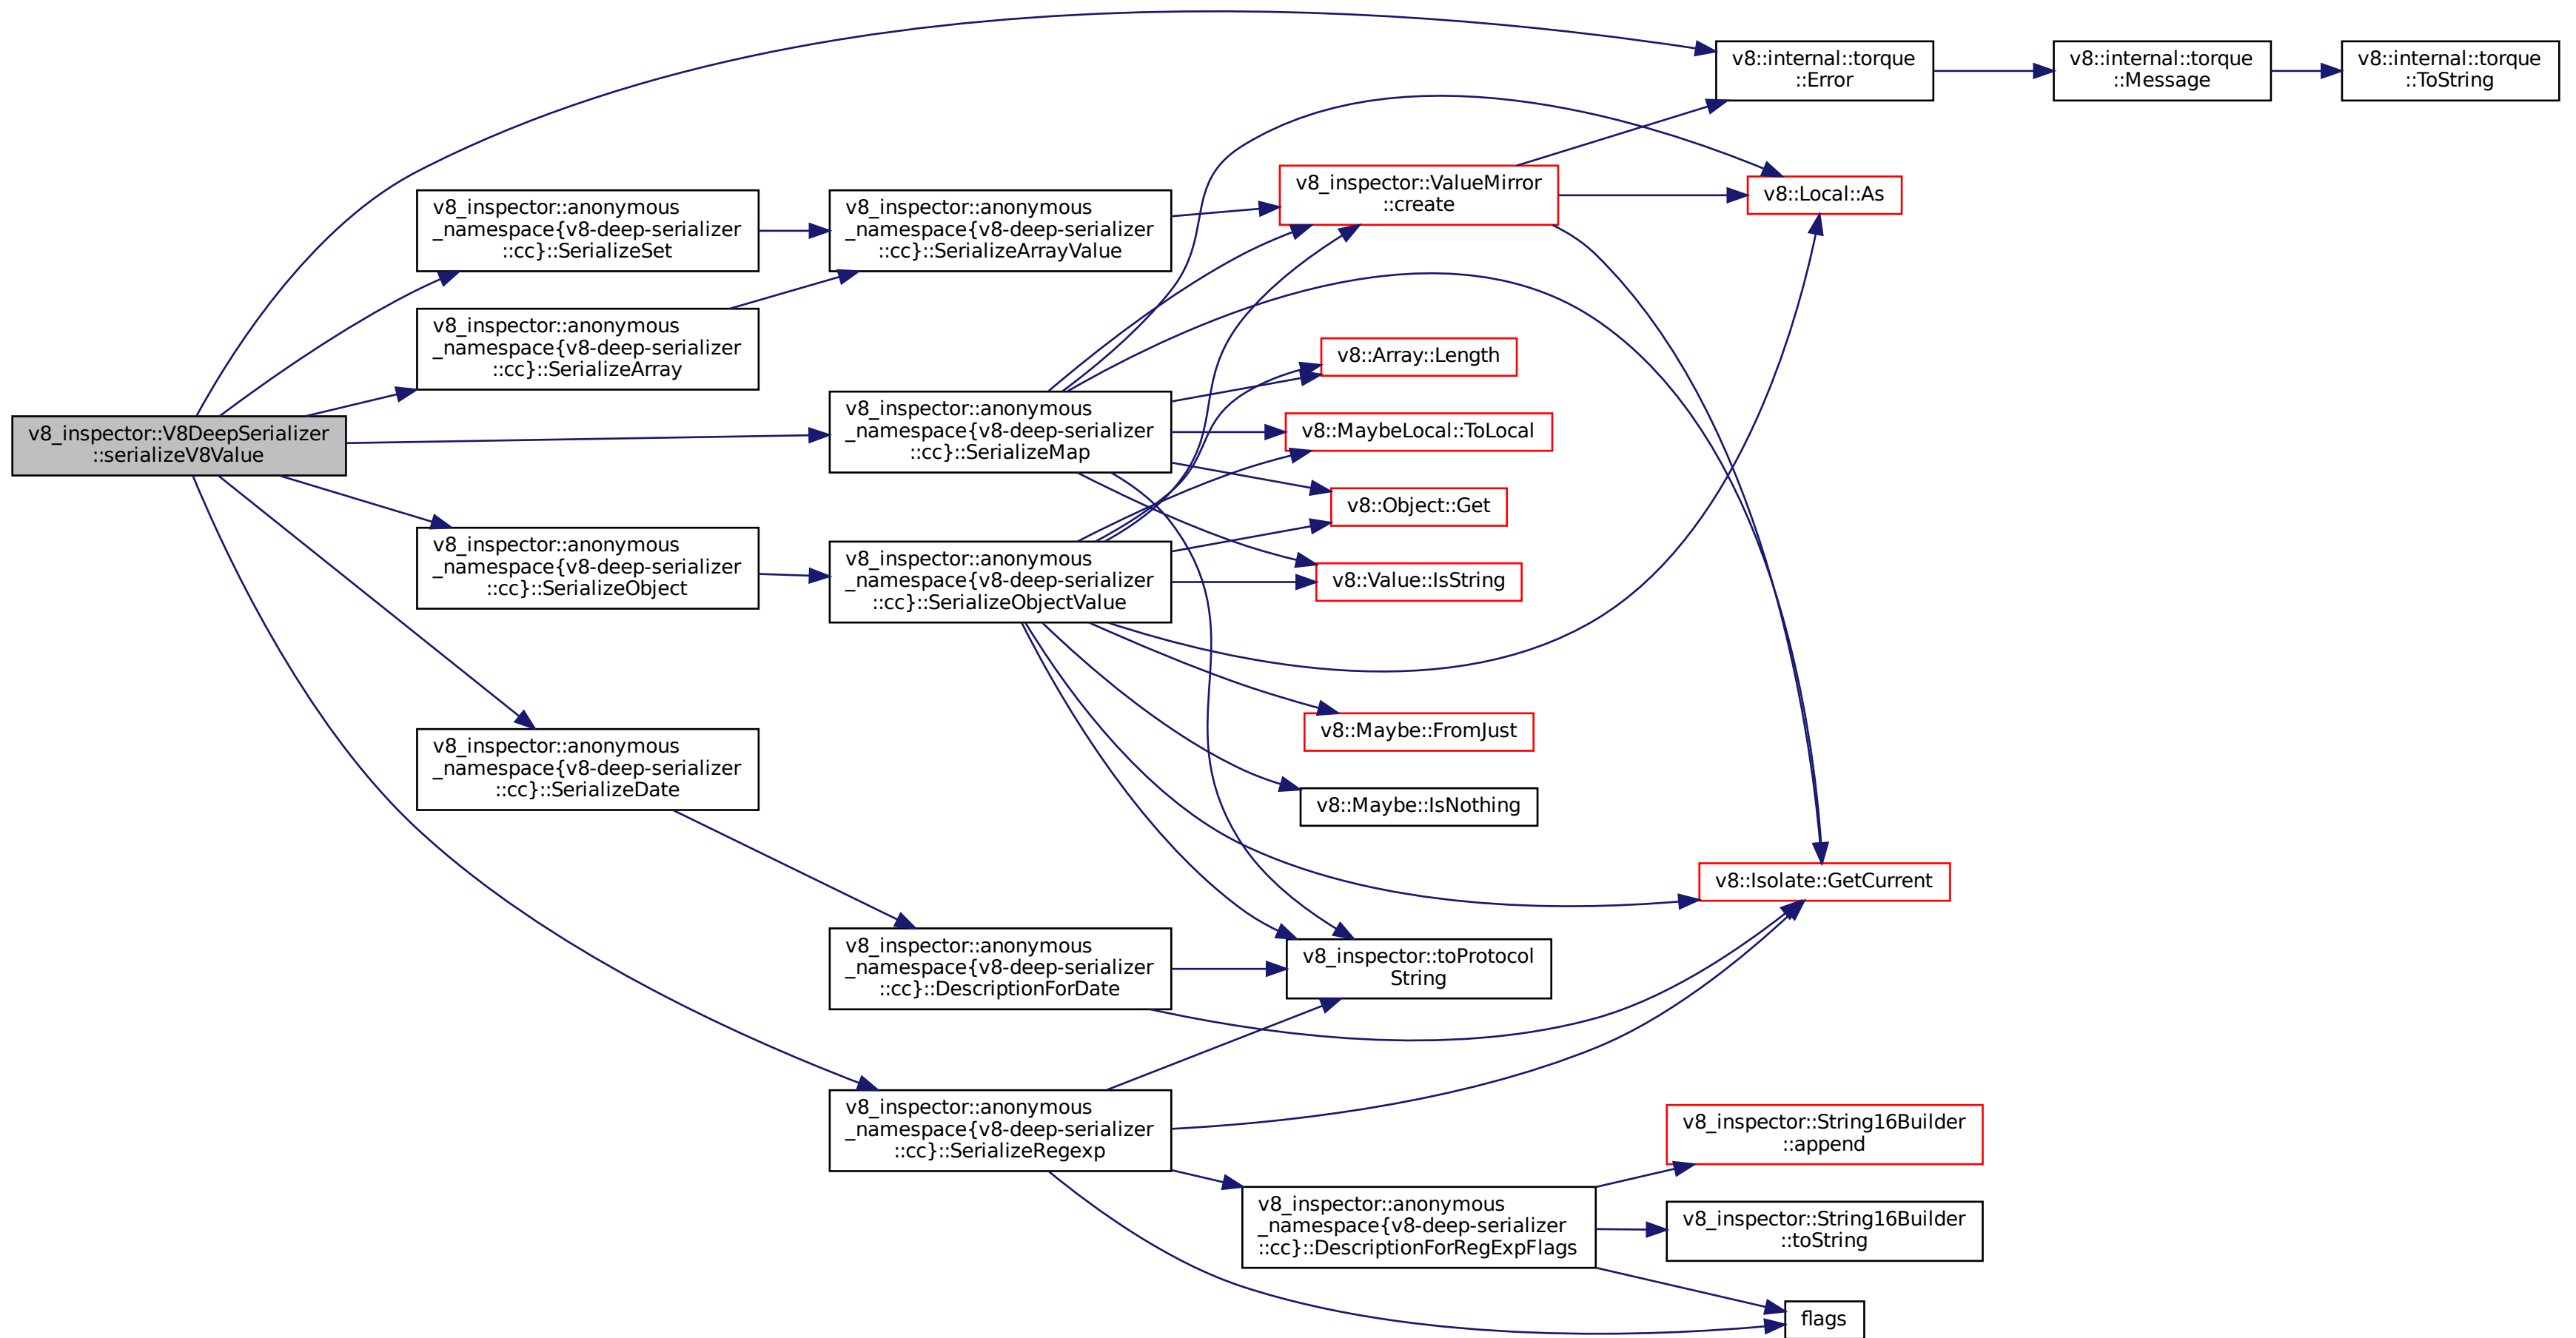 v8_inspector::V8DeepSerializer
::serializeV8Value
v8_inspector::anonymous
_namespace{v8-deep-serializer
::cc}::SerializeSet
v8_inspector::anonymous
_namespace{v8-deep-serializer
::cc}::SerializeArray
v8_inspector::anonymous
_namespace{v8-deep-serializer
::cc}::SerializeObject
v8_inspector::anonymous
_namespace{v8-deep-serializer
::cc}::SerializeDate
v8_inspector::anonymous
_namespace{v8-deep-serializer
::cc}::SerializeArrayValue
v8_inspector::anonymous
_namespace{v8-deep-serializer
::cc}::SerializeMap
v8_inspector::anonymous
_namespace{v8-deep-serializer
::cc}::SerializeObjectValue
v8_inspector::anonymous
_namespace{v8-deep-serializer
::cc}::DescriptionForDate
v8_inspector::anonymous
_namespace{v8-deep-serializer
::cc}::SerializeRegexp
v8_inspector::ValueMirror
::create
v8::Array::Length
v8::MaybeLocal::ToLocal
v8::Object::Get
v8::Value::IsString
v8::Maybe::FromJust
v8::Maybe::IsNothing
v8_inspector::toProtocol
String
v8_inspector::anonymous
_namespace{v8-deep-serializer
::cc}::DescriptionForRegExpFlags
v8::internal::torque
::Error
v8::Local::As
v8::Isolate::GetCurrent
v8_inspector::String16Builder
::append
v8_inspector::String16Builder
::toString
flags
v8::internal::torque
::Message
v8::internal::torque
::ToString